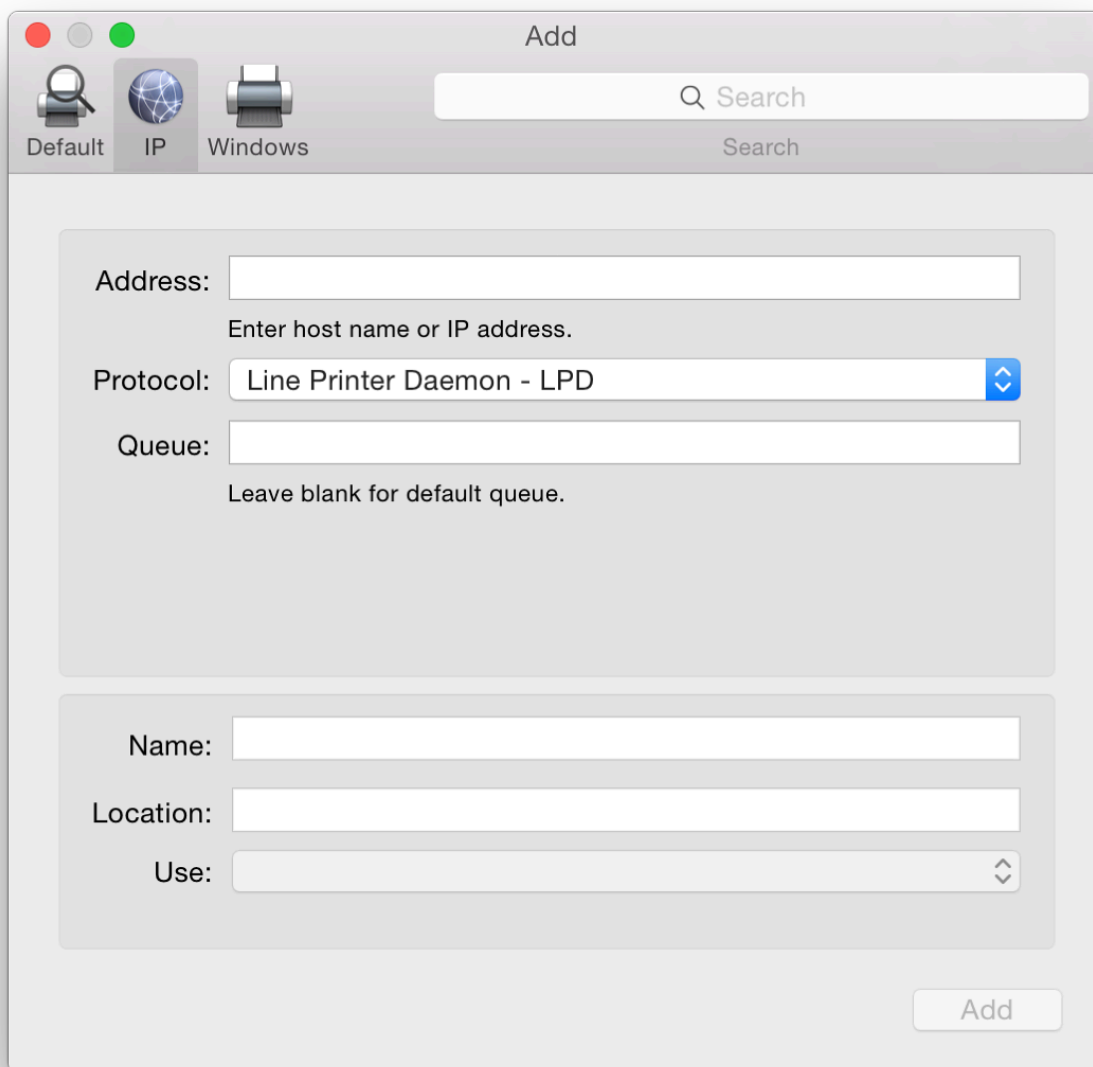 Add
Search
Default IP Windows Search
Address:
Enter host name or IP address.
Protocol: Line Printer Daemon - LPD
Queue:
Leave blank for default queue.
Name:
Location:
Use:
Add